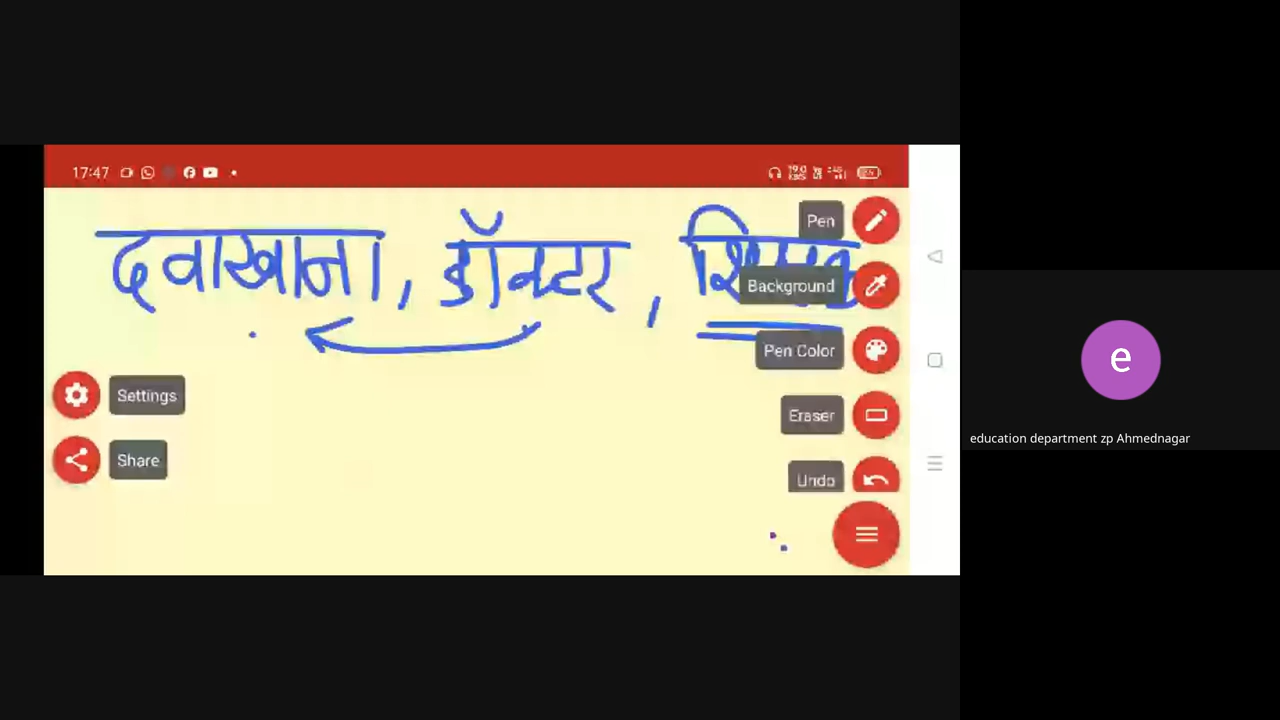 17:47
दवाखाना, डॉक्टर,
Pen
Background
Pen Color
Settings
Eraser
Share
Undo
e
education department zp Ahmednagar